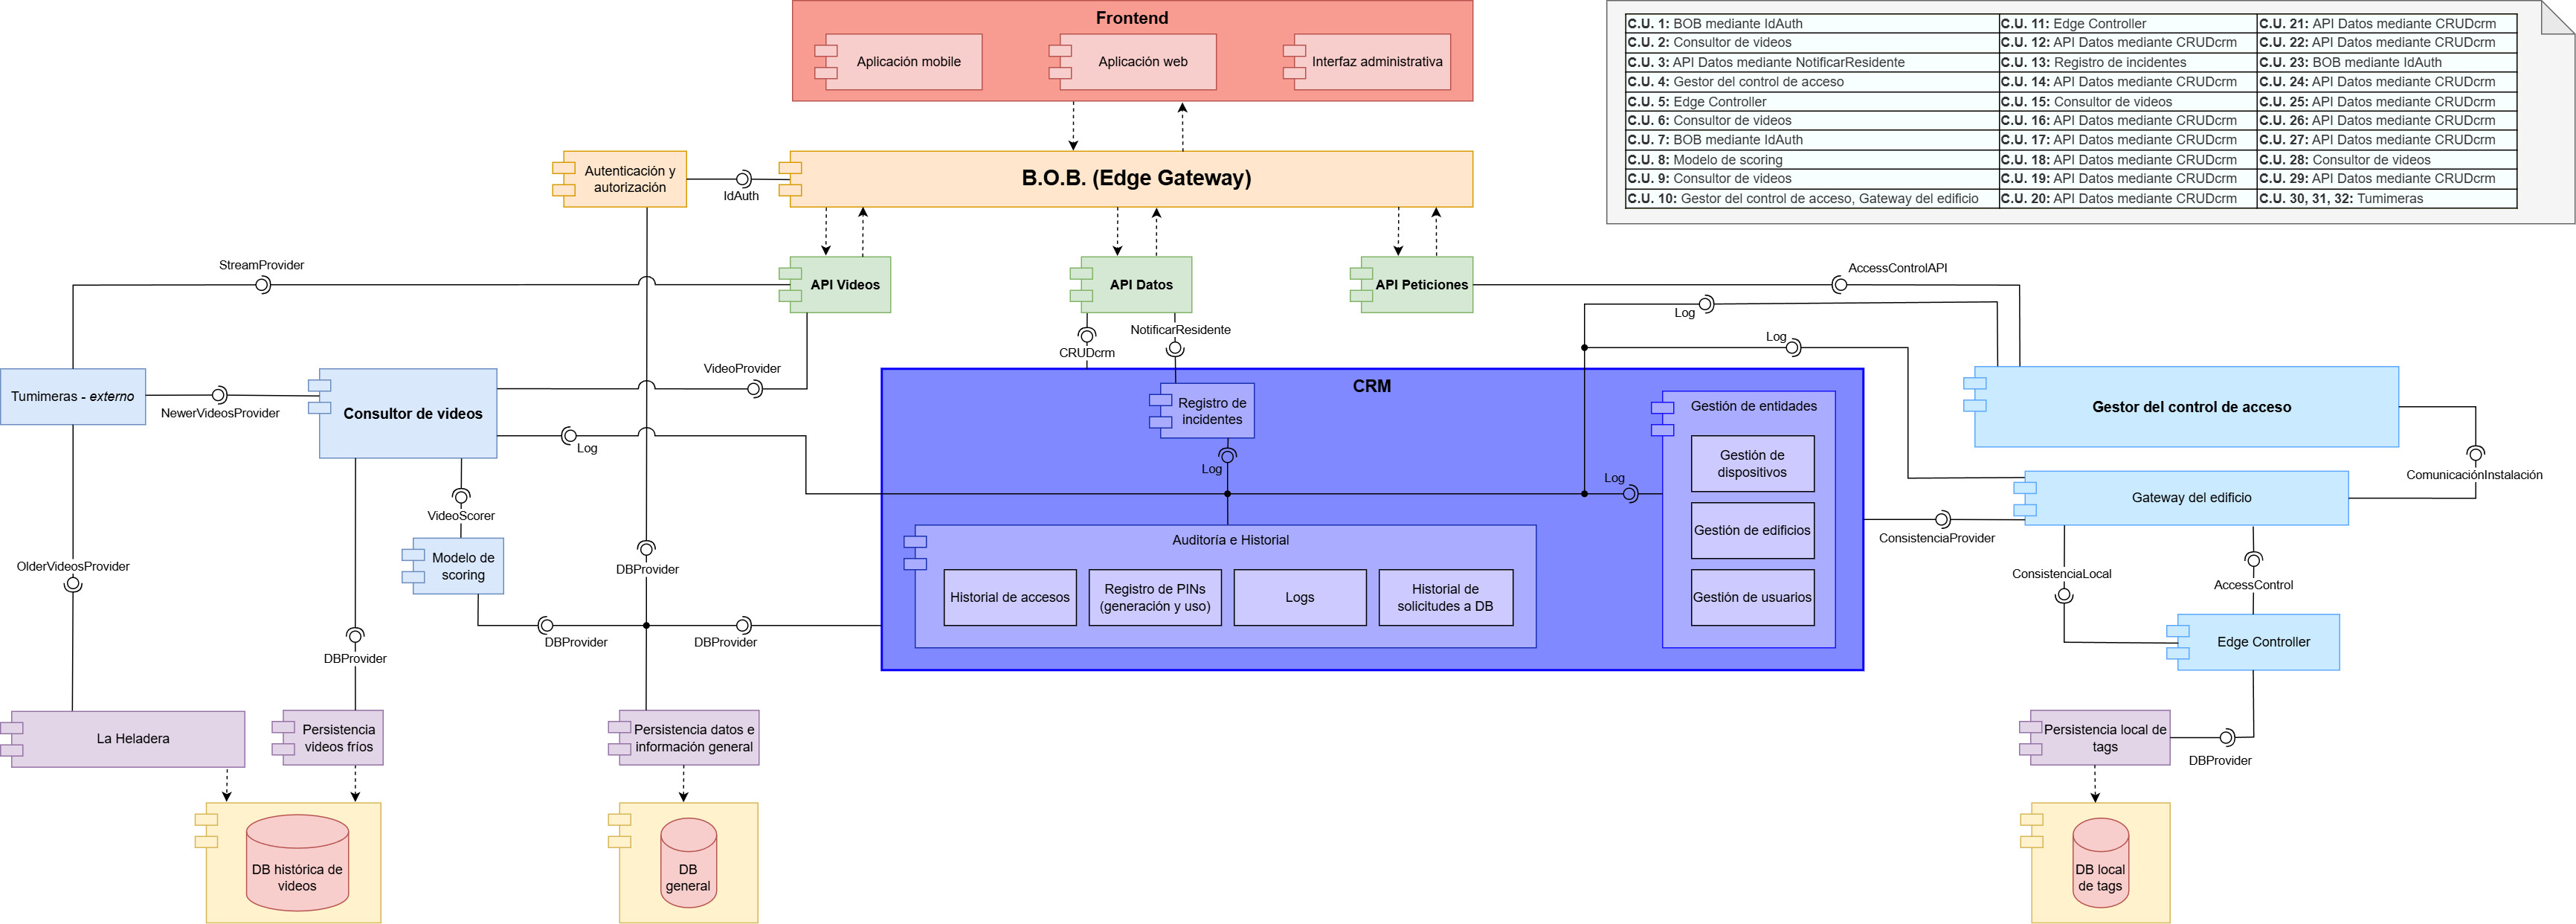 Frontend
Aplicación mobile
Aplicación web
Interfaz administrativa
C.U. 1: BOB mediante IdAuth
C.U. 2: Consultor de videos
C.U. 3: API Datos mediante NotificarResidente
C.U. 4: Gestor del control de acceso
C.U. 5: Edge Controller
C.U. 6: Consultor de videos
C.U. 7: BOB mediante IdAuth
C.U. 8: Modelo de scoring
C.U. 9: Consultor de videos
C.U. 10: Gestor del control de acceso, Gateway del edificio
C.U. 11: Edge Controller
C.U. 12: API Datos mediante CRUDcrm
C.U. 13: Registro de incidentes
C.U. 14: API Datos mediante CRUDcrm
C.U. 15: Consultor de videos
C.U. 16: API Datos mediante CRUDcrm
C.U. 17: API Datos mediante CRUDcrm
C.U. 18: API Datos mediante CRUDcrm
C.U. 19: API Datos mediante CRUDcrm
C.U. 20: API Datos mediante CRUDcrm
C.U. 21: API Datos mediante CRUDcrm
C.U. 22: API Datos mediante CRUDcrm
C.U. 23: BOB mediante IdAuth
C.U. 24: API Datos mediante CRUDcrm
C.U. 25: API Datos mediante CRUDcrm
C.U. 26: API Datos mediante CRUDcrm
C.U. 27: API Datos mediante CRUDcrm
C.U. 28: Consultor de videos
C.U. 29: API Datos mediante CRUDcrm
C.U. 30, 31, 32: Tumimeras
Autenticación y
autorización
IdAuth
B.O.B. (Edge Gateway)
StreamProvider
API Videos
API Datos
API Peticiones
AccessControlAPI
Log
Log
NotificarResidente
CRUDcrm
VideoProvider
Tumimeras - externo
NewerVideosProvider
Consultor de videos
Log
CRM
Registro de
incidentes
Log
Gestión de entidades
Gestión de
dispositivos
Gestión de edificios
Gestión de usuarios
Log
Gestor del control de acceso
ComunicaciónInstalación
Gateway del edificio
ConsistenciaProvider
VideoScorer
Modelo de
scoring
OlderVideosProvider
DBProvider
Auditoría e Historial
Historial de accesos
Registro de PINs
(generación y uso)
Logs
Historial de
solicitudes a DB
ConsistenciaLocal
AccessControl
Edge Controller
DBProvider
DBProvider
DBProvider
La Heladera
Persistencia
videos fríos
Persistencia datos e
información general
Persistencia local de
tags
DBProvider
DB histórica de
videos
DB
general
DB local
de tags